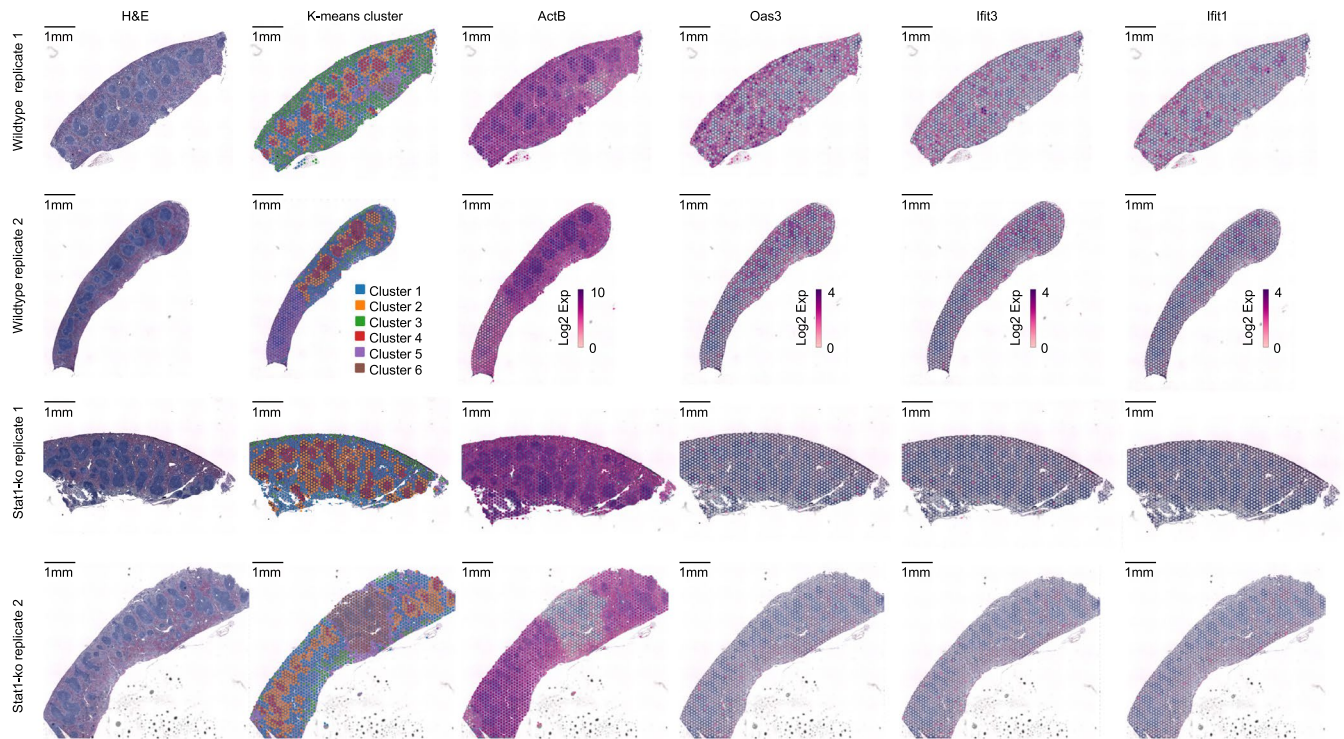 H&E
K-means cluster
ActB
Oas3
Ifit3
Ifit1
Wildtype replicate 1
1mm
1mm
1mm
1mm
1mm
1mm
Wildtype replicate 2
1mm
1mm
1mm
1mm
1mm
1mm
Cluster 1
Cluster 2
Cluster 3
Cluster 4
Cluster 5
Cluster 6
Log2 Exp
10
0
Log2 Exp
4
0
Log2 Exp
4
0
Log2 Exp
4
0
Stat1-ko replicate 1
1mm
1mm
1mm
1mm
1mm
1mm
Stat1-ko replicate 2
1mm
1mm
1mm
1mm
1mm
1mm